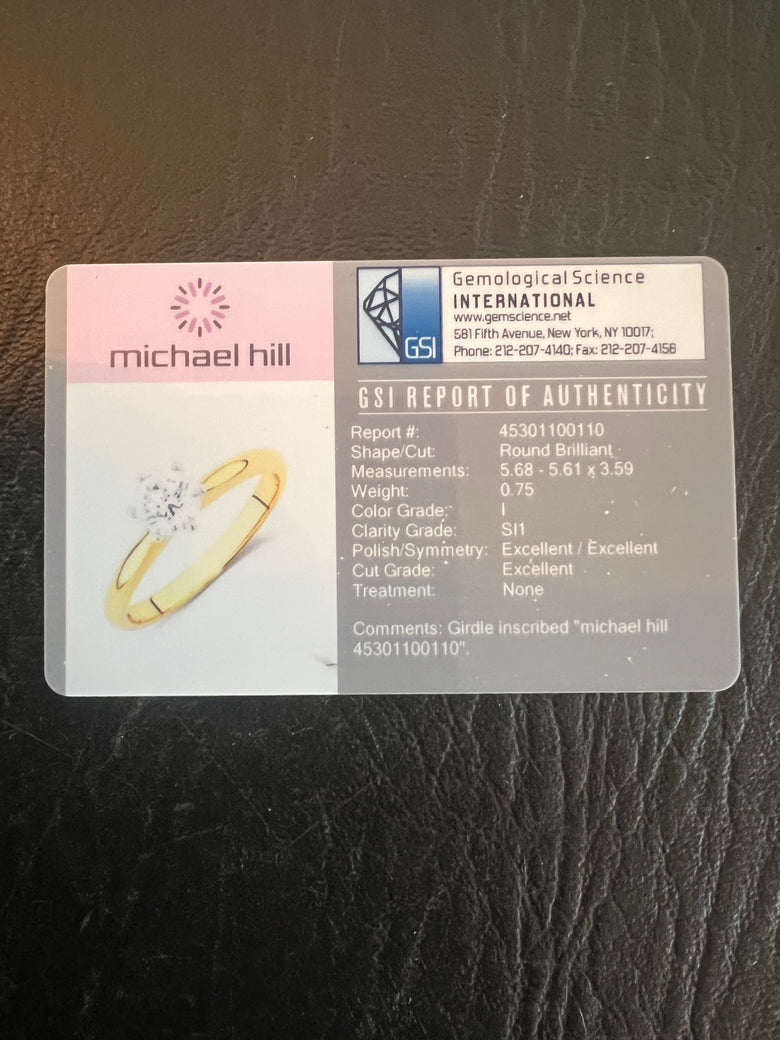 michael hill
GSI
Gemological Science
INTERNATIONAL
www.gemscience.net
581 Fifth Avenue, New York, NY 10017;
Phone: 212-207-4140; Fax: 212-207-4156
GSI REPORT OF AUTHENTICITY
Report #: 45301100110
Shape/Cut: Round Brilliant
Measurements: 5.68 - 5.61 x 3.59
Weight: 0.75
Color Grade: I
Clarity Grade: SI1
Polish/Symmetry: Excellent / Excellent
Cut Grade: Excellent
Treatment: None
Comments: Girdle inscribed "michael hill
45301100110".